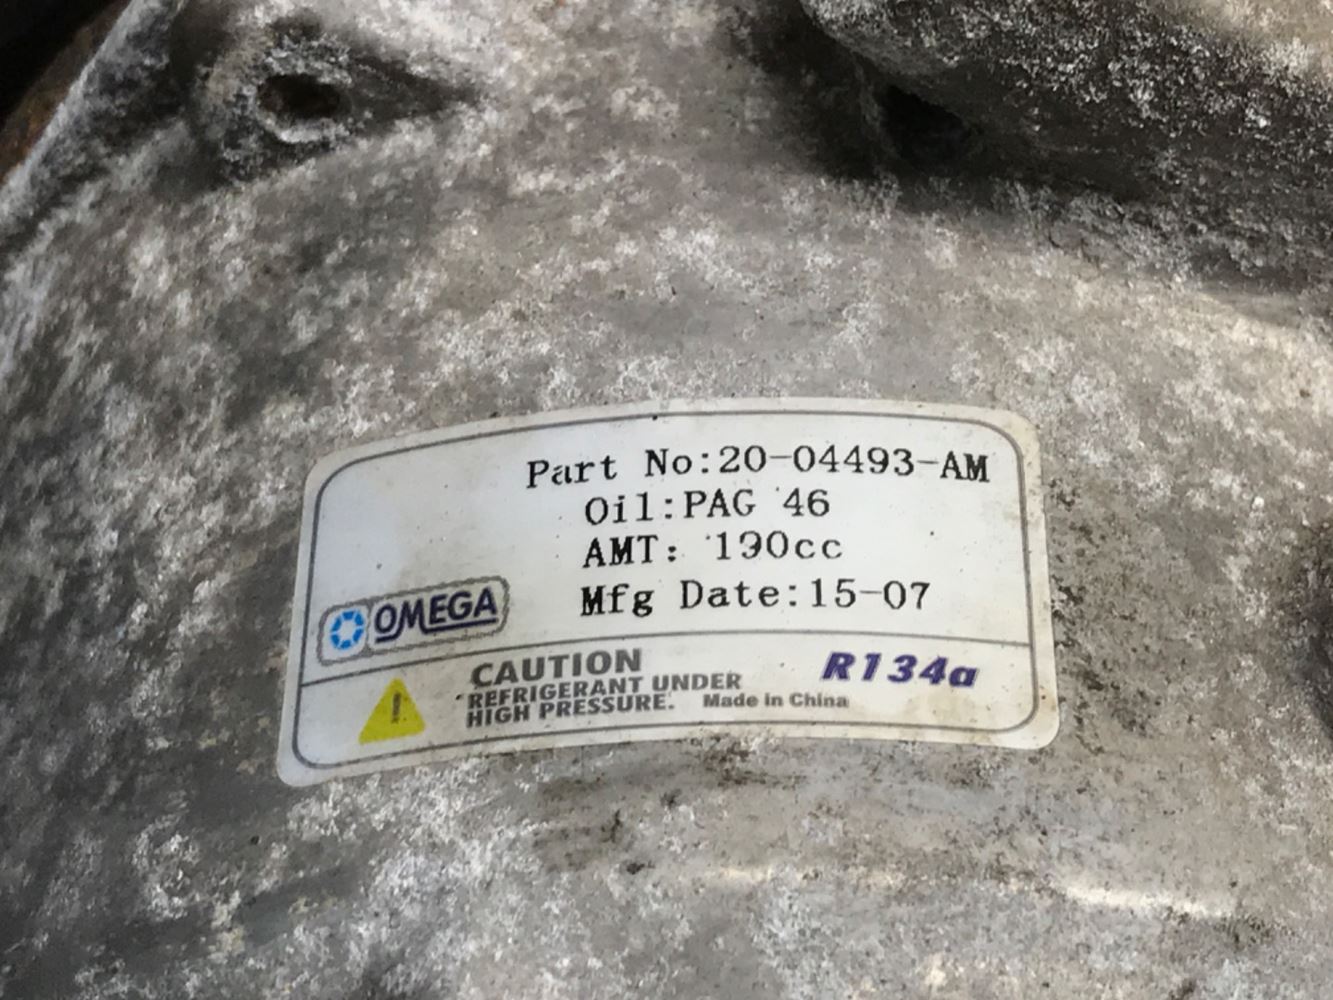 Part No:20-04493-AM
Oil:PAG 46
AMT: 190cc
Mfg Date:15-07
OMEGA
CAUTION
REFRIGERANT UNDER
HIGH PRESSURE.
Made in China
R134a